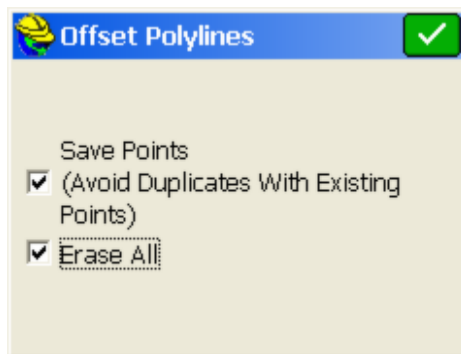 Offset Polylines
Save Points
(Avoid Duplicates With Existing
Points)
Erase All